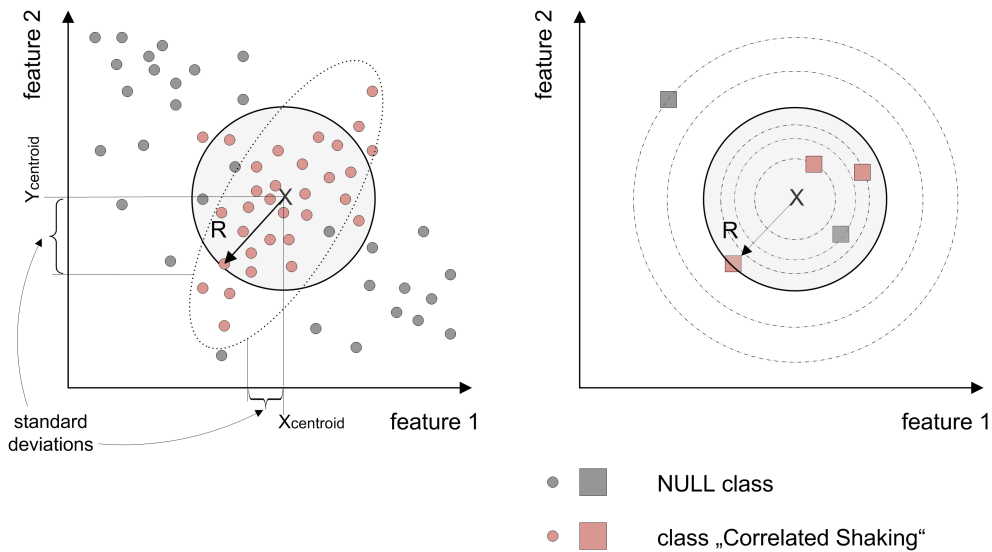 feature 2
Ycentroid
X
R
standard
deviations
Xcentroid
feature 1
feature 2
X
R
feature 1
NULL class
class „Correlated Shaking“